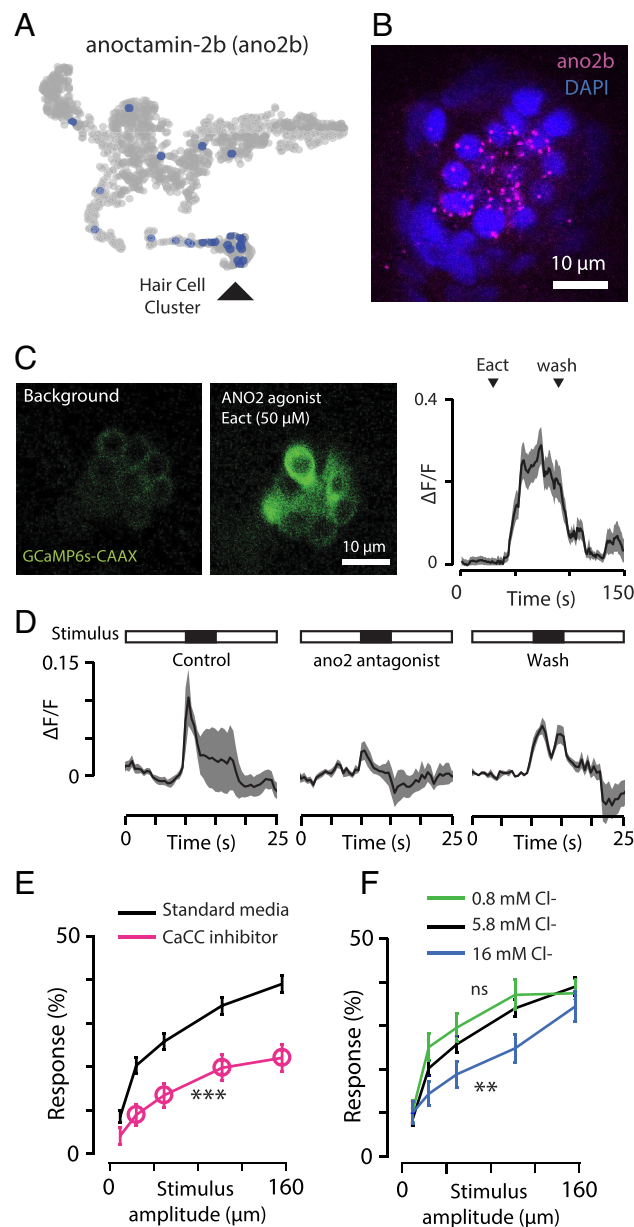 A
anoctamin-2b (ano2b)
Hair Cell
Cluster
B
ano2b
DAPI
10 µm
C
Background
GCaMP6s-CAAX
ANO2 agonist
Eact (50 µM)
10 µm
Eact
wash
0.4
ΔF/F
0
0
150
Time (s)
D
Stimulus
Control
ano2 antagonist
Wash
0.15
ΔF/F
0
0
25
0
25
0
25
Time (s)
Time (s)
Time (s)
E
Standard media
CaCC inhibitor
50
Response (%)
***
0
0
160
Stimulus
amplitude (µm)
F
0.8 mM Cl-
5.8 mM Cl-
16 mM Cl-
50
ns
Response (%)
**
0
0
160
Stimulus
amplitude (µm)